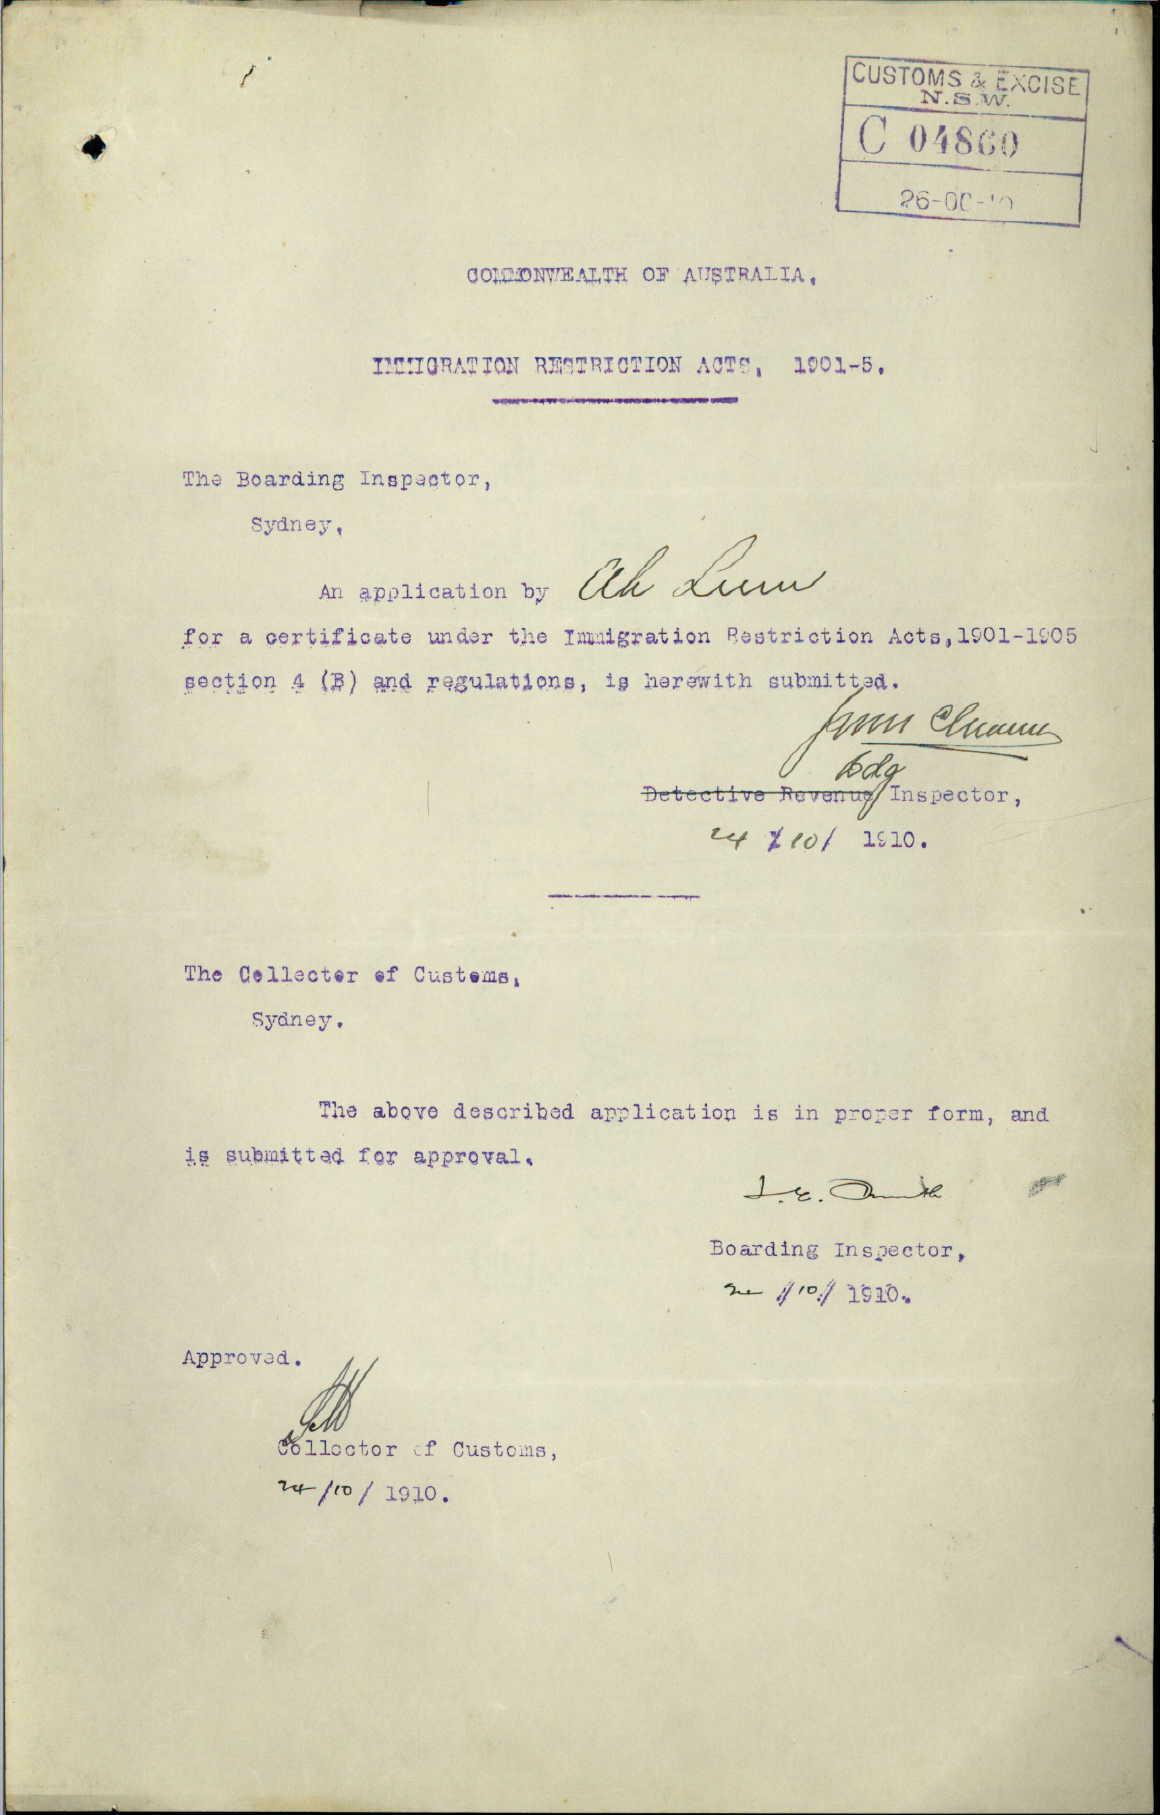 CUSTOMS & EXCISE
N.S.W.
C 04860
COMMONWEALTH OF AUSTRALIA.
IMMIGRATION RESTRICTION ACTS, 1901-5.
The Boarding Inspector,
Sydney.
An application by Ah Lum
for a certificate under the Immigration Restriction Acts, 1901-1905
section 4 (B) and regulations, is herewith submitted.
Bdg
Detective Revenue Inspector,
24 / 10 / 1910.
The Collector of Customs,
Sydney.
The above described application is in proper form, and
is submitted for approval.
J.E. Smith
Boarding Inspector,
/10/ 1910.
Approved.
Collector of Customs,
24 /10/ 1910.